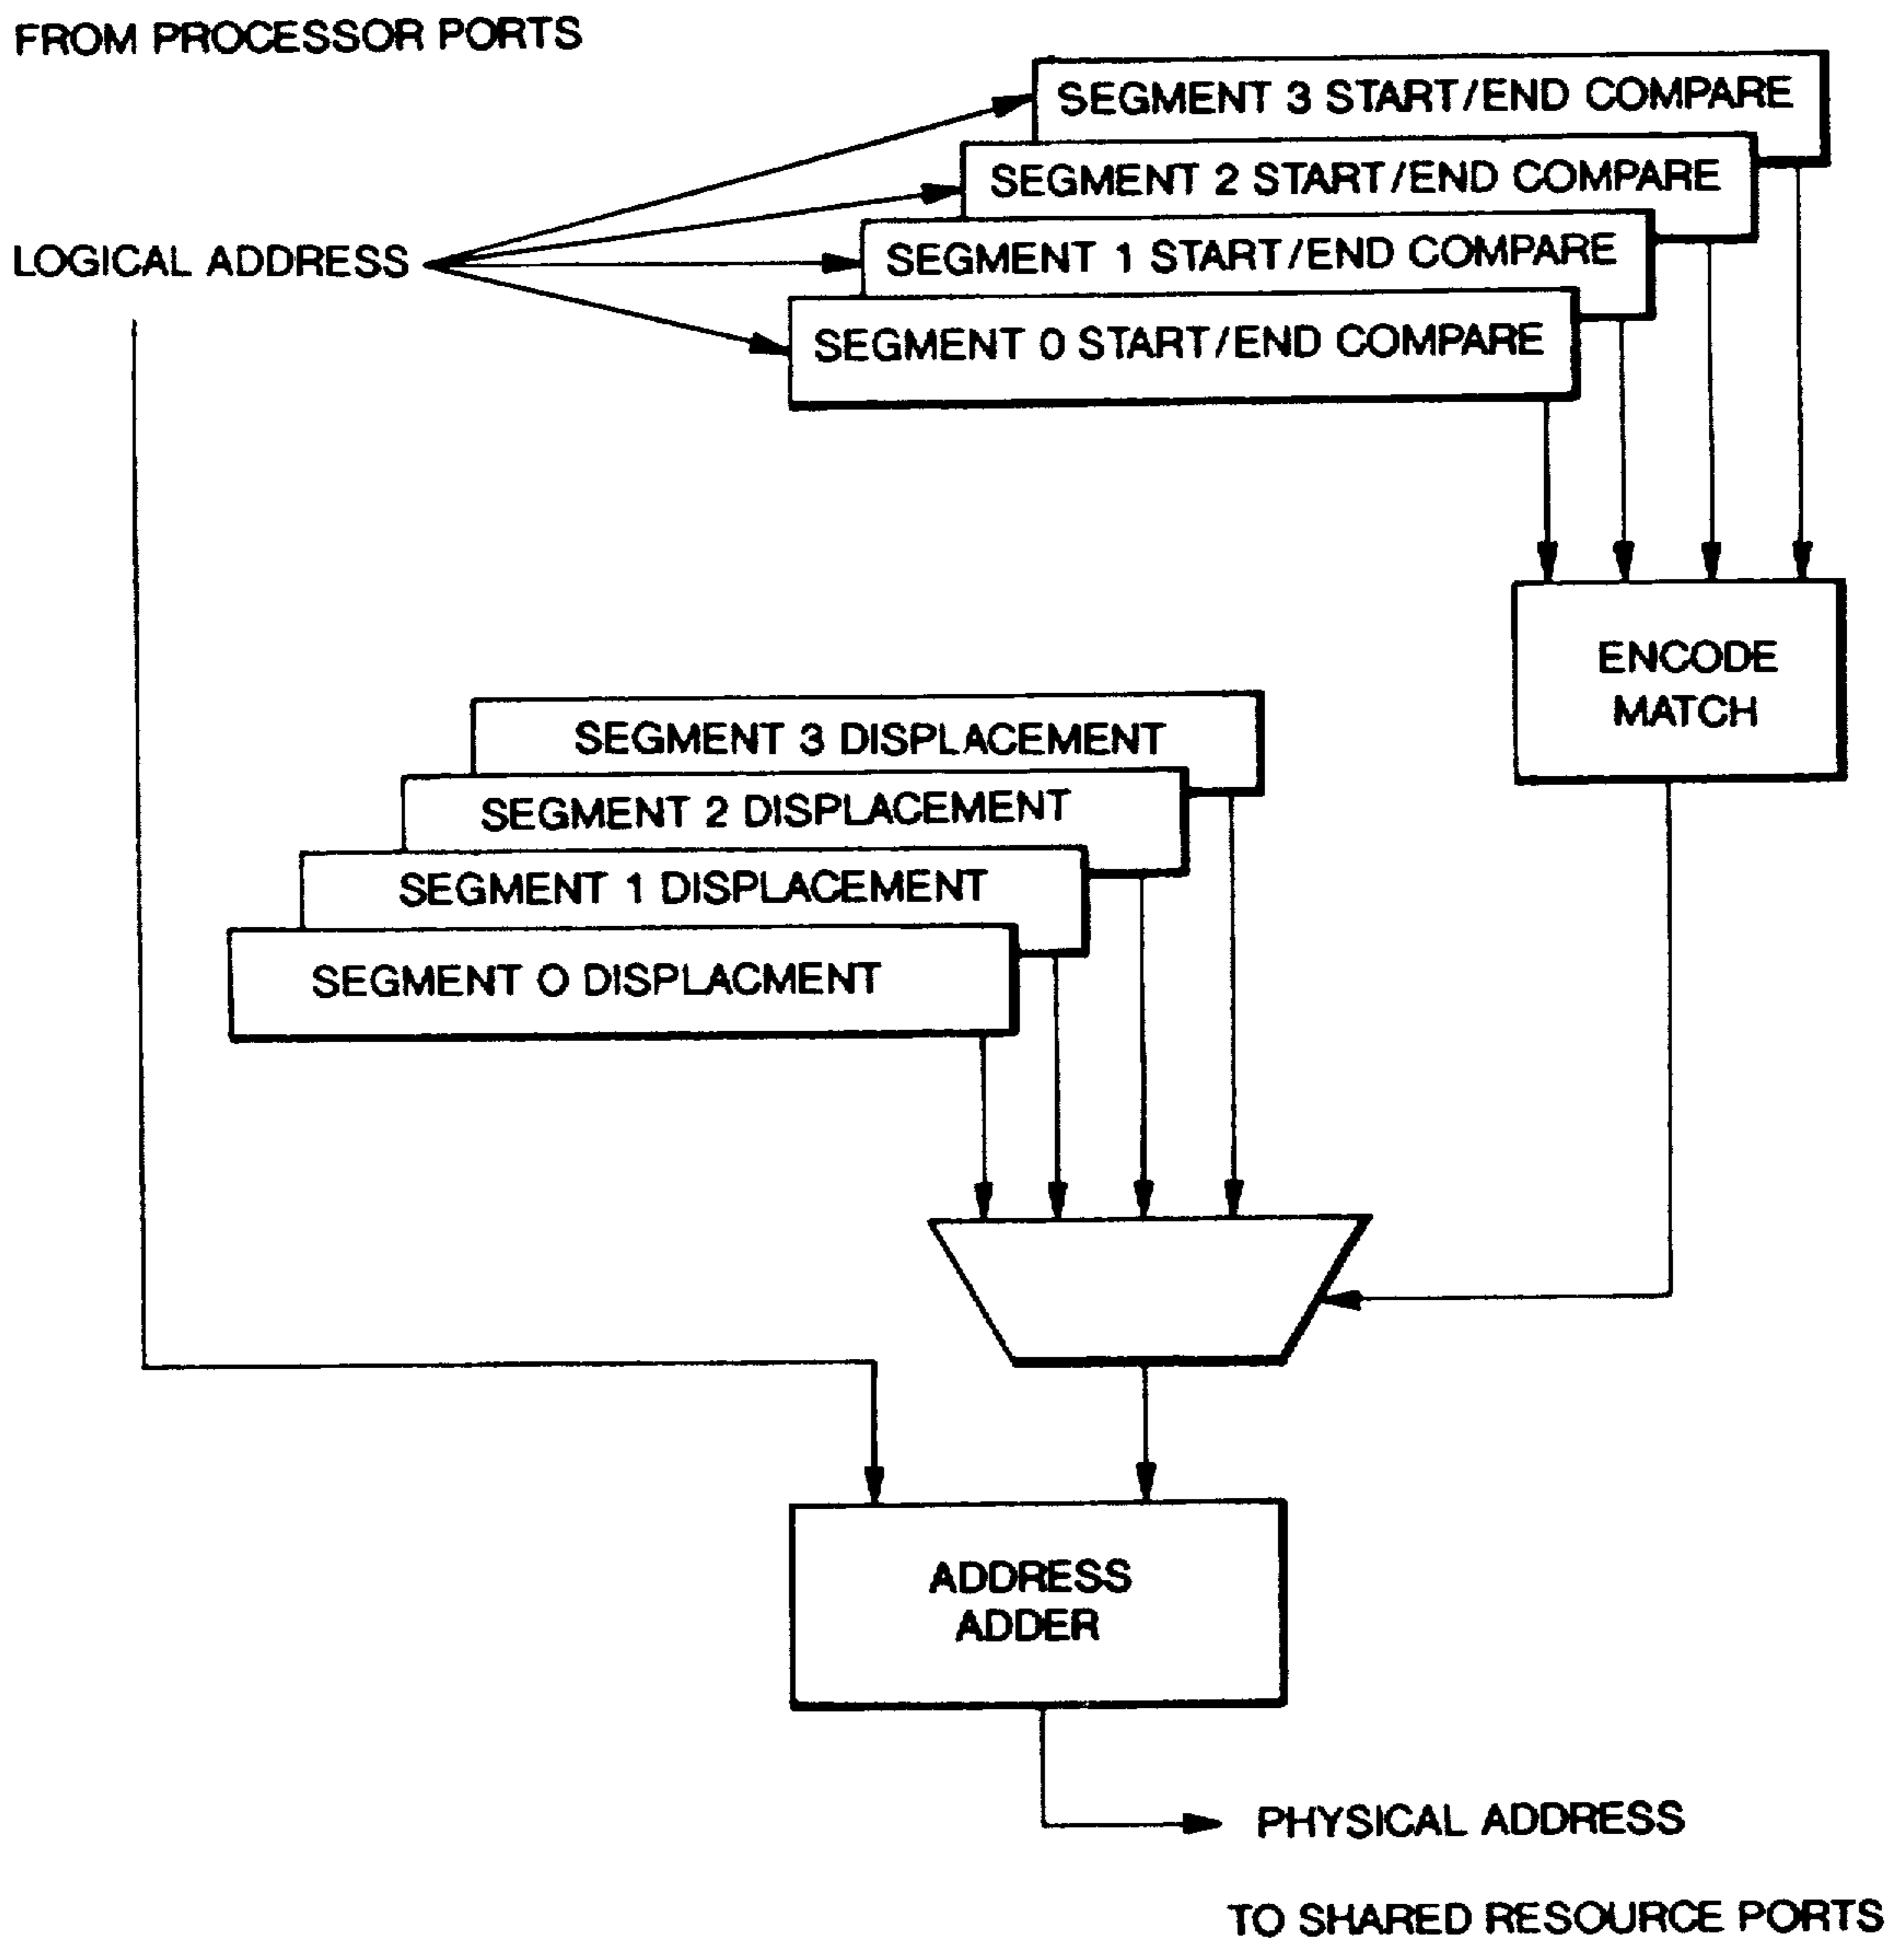 FROM PROCESSOR PORTS
SEGMENT 3 START/END COMPARE
SEGMENT 2 START/END COMPARE
LOGICAL ADDRESS
SEGMENT 1 START/END COMPARE
SEGMENT 0 START/END COMPARE
ENCODE
MATCH
SEGMENT 3 DISPLACEMENT
SEGMENT 2 DISPLACEMENT
SEGMENT 1 DISPLACEMENT
SEGMENT 0 DISPLACMENT
ADDRESS
ADDER
PHYSICAL ADDRESS
TO SHARED RESOURCE PORTS